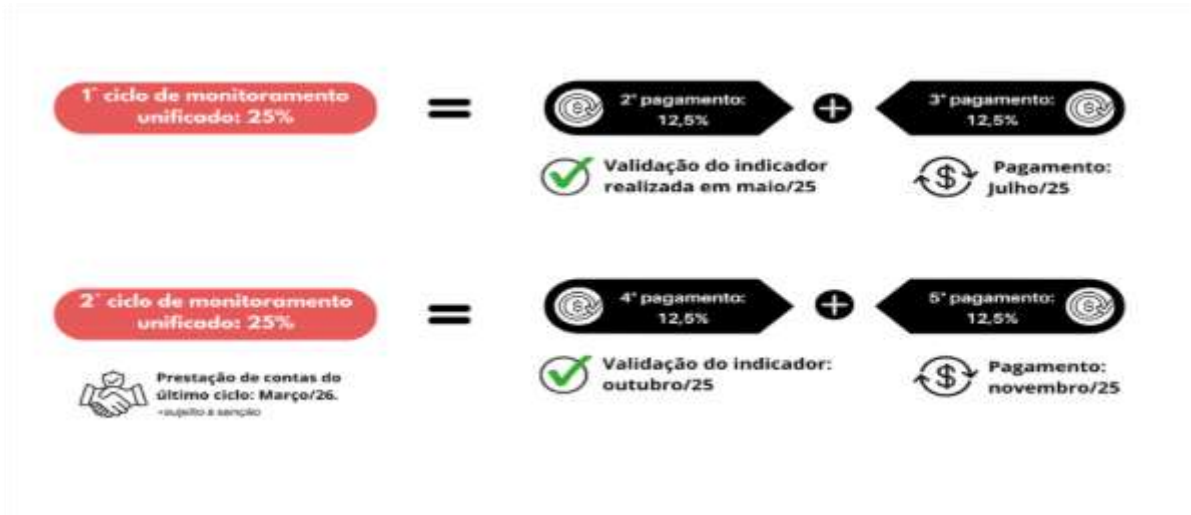 1° ciclo de monitoramento
unificado: 25%
=
2° pagamento:
12,5%
+
3° pagamento:
12,5%
Validação do indicador
realizada em maio/25
Pagamento:
Julho/25
2° ciclo de monitoramento
unificado: 25%
=
4° pagamento:
12,5%
+
5° pagamento:
12,5%
Prestação de contas do
último ciclo: Março/26.
*sujeito a sanção
Validação do indicador:
outubro/25
Pagamento:
novembro/25